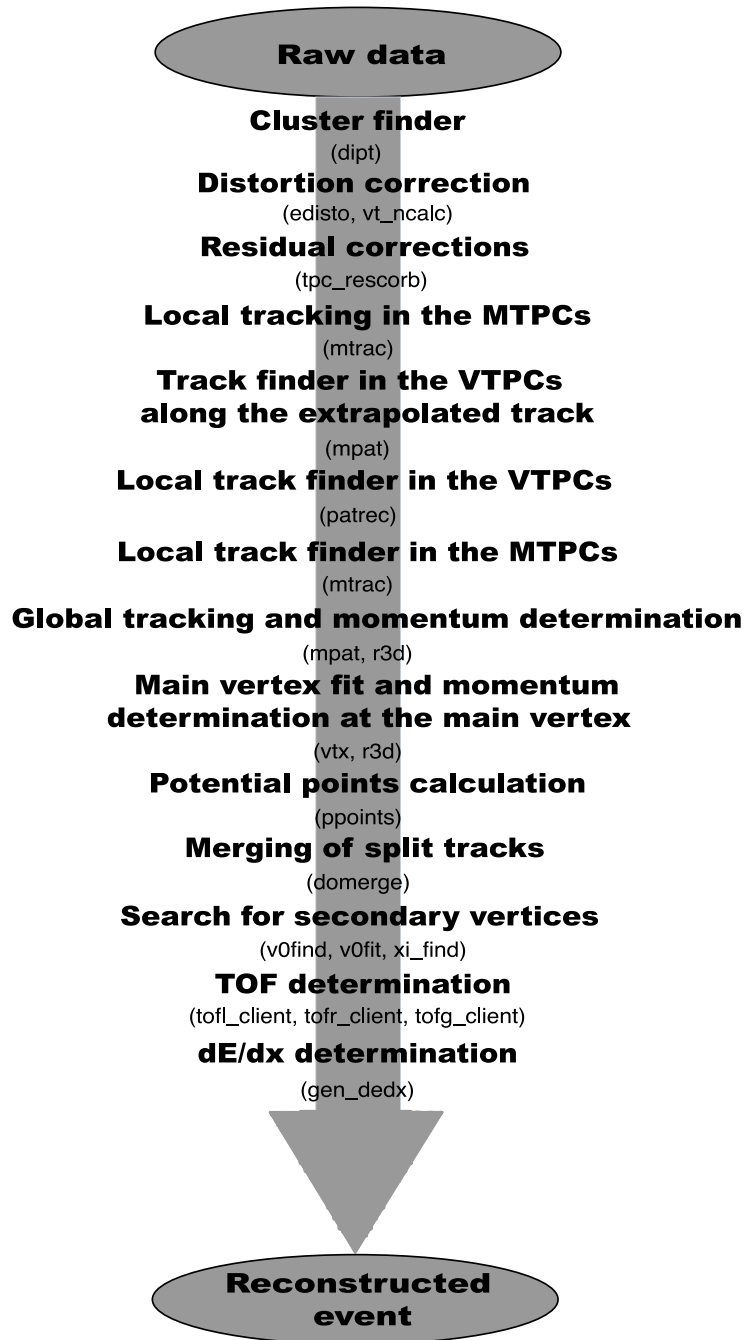 Raw data
Cluster finder
(dipt)
Distortion correction
(edisto, vt_ncalc)
Residual corrections
(tpc_rescorb)
Local tracking in the MTPCs
(mtrac)
Track finder in the VTPCs
along the extrapolated track
(mpat)
Local track finder in the VTPCs
(patrec)
Local track finder in the MTPCs
(mtrac)
Global tracking and momentum determination
(mpat, r3d)
Main vertex fit and momentum
determination at the main vertex
(vtx, r3d)
Potential points calculation
(ppoints)
Merging of split tracks
(domerge)
Search for secondary vertices
(v0find, v0fit, xi_find)
TOF determination
(tofl_client, tofr_client, tofg_client)
dE/dx determination
(gen_dedx)
Reconstructed
event